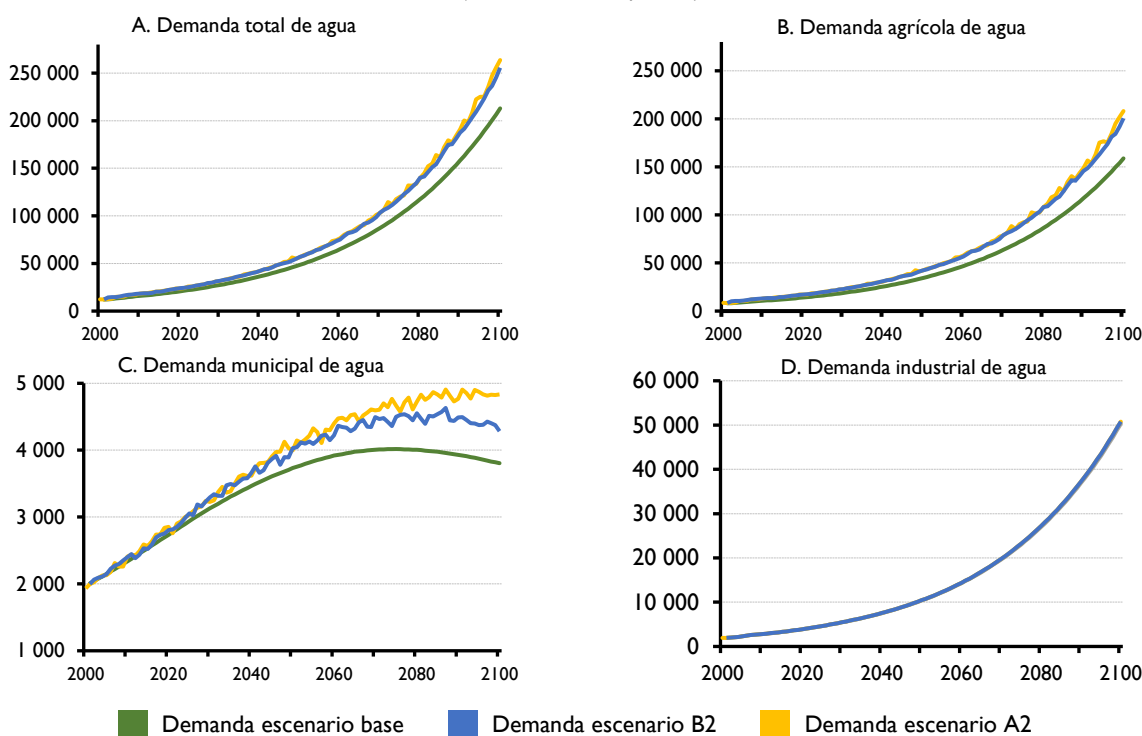 A. Demanda total de agua
250 000
200 000
150 000
100 000
50 000
0
2000 2020 2040 2060 2080 2100
B. Demanda agrícola de agua
250 000
200 000
150 000
100 000
50 000
0
2000 2020 2040 2060 2080 2100
C. Demanda municipal de agua
5 000
4 000
3 000
2 000
1 000
2000 2020 2040 2060 2080 2100
D. Demanda industrial de agua
60 000
50 000
40 000
30 000
20 000
10 000
0
2000 2020 2040 2060 2080 2100
Demanda escenario base Demanda escenario B2 Demanda escenario A2